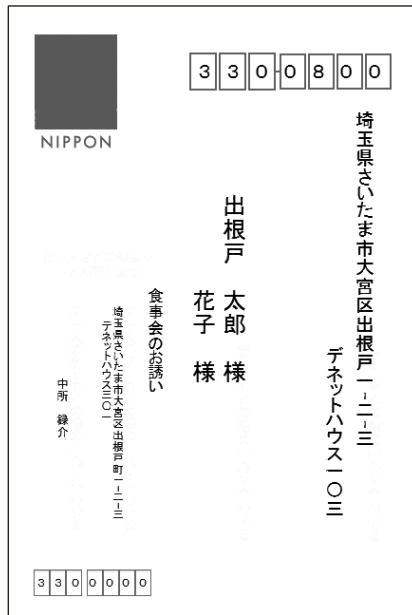 NIPPON
330-0800
埼玉県さいたま市大宮区出根戸一-二-三
デネットハウス一〇三
出根戸 太郎 様
花子 様
食事会のお誘い
埼玉県さいたま市大宮区出根戸町一-二-三
デネットハウス三〇一
中所 録介
3300000